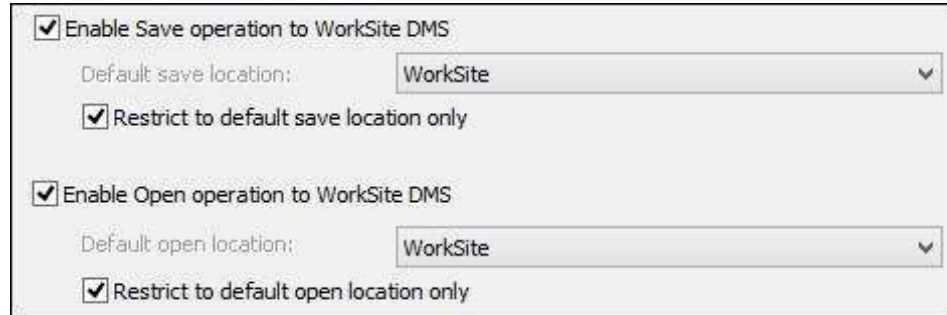 Enable Save operation to WorkSite DMS
Default save location: WorkSite
Restrict to default save location only
Enable Open operation to WorkSite DMS
Default open location: WorkSite
Restrict to default open location only